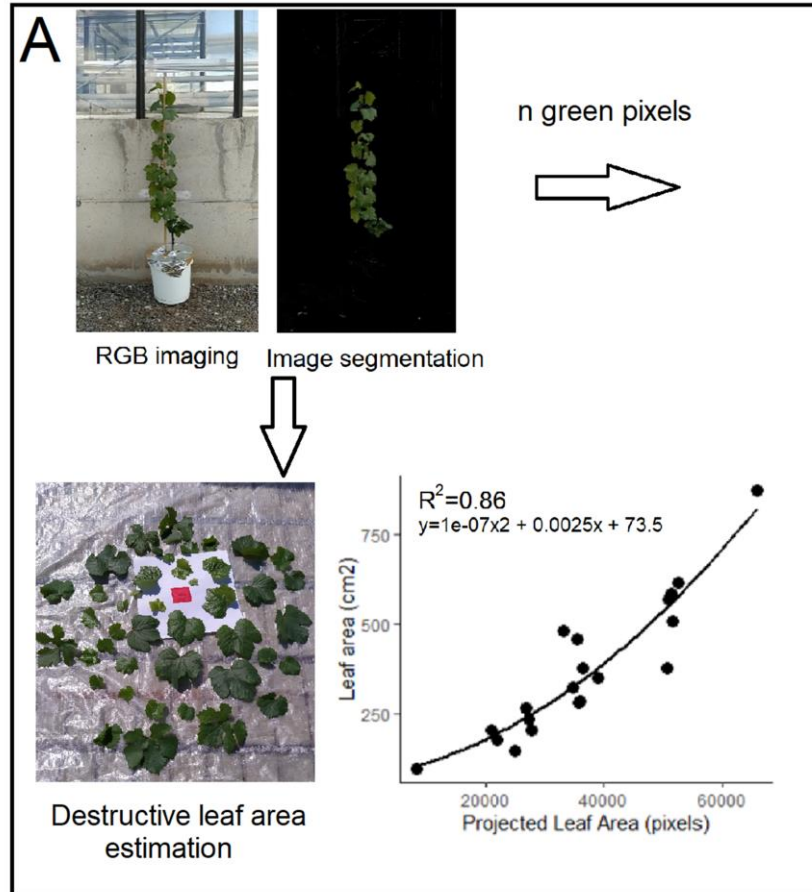 A
n green pixels
RGB imaging
Image segmentation
R²=0.86
y=1e-07x2 + 0.0025x + 73.5
Leaf area (cm2)
750
500
250
20000
40000
60000
Projected Leaf Area (pixels)
Destructive leaf area
estimation